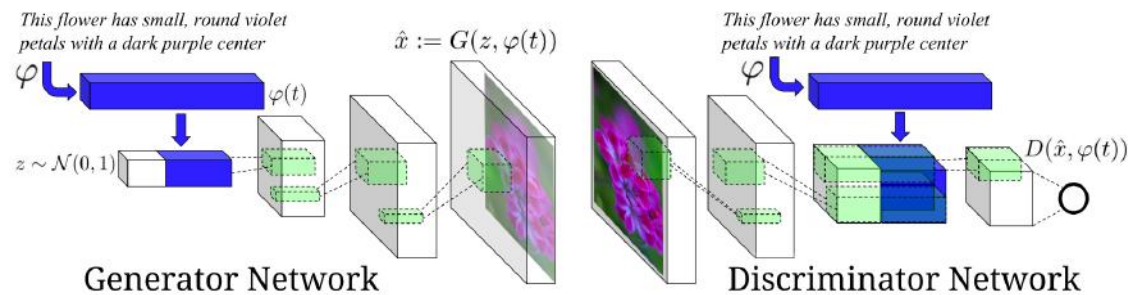 This flower has small, round violet
petals with a dark purple center
φ
φ(t)
z ∼ 𝒩(0, 1)
x̂ := G(z, φ(t))
Generator Network
This flower has small, round violet
petals with a dark purple center
φ
D(x̂, φ(t))
Discriminator Network